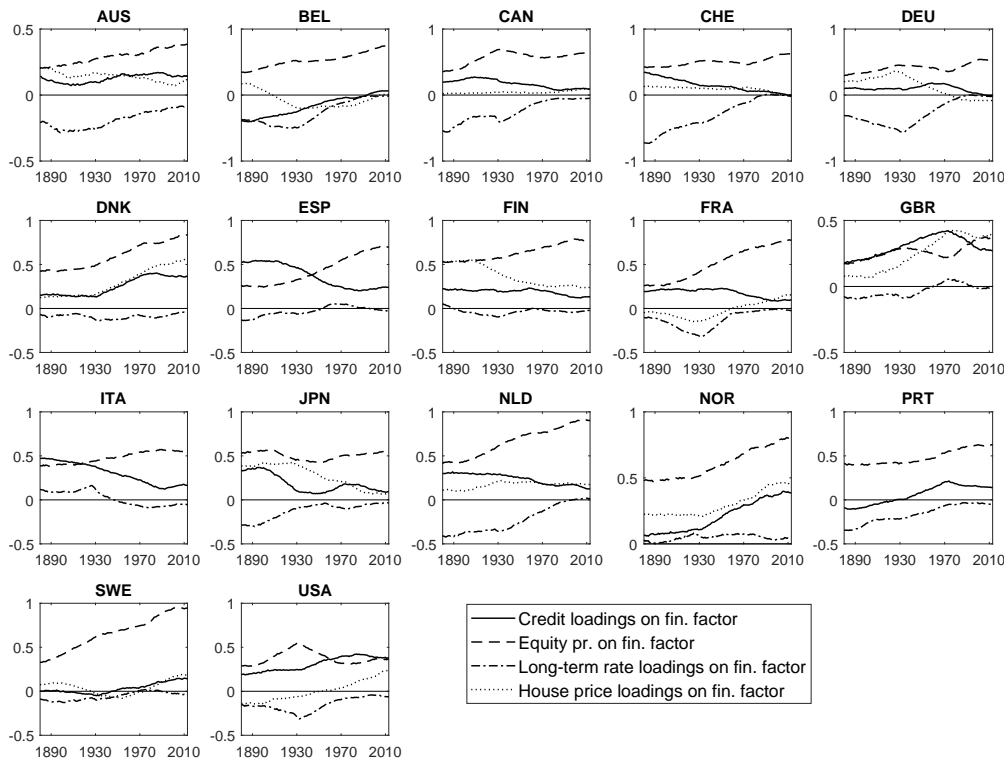 AUS BEL CAN CHE DEU
0.5 1 1 1 1
0 0 0 0 0
-0.5 -1 -1 -1 -1
1890 1930 1970 2010 1890 1930 1970 2010 1890 1930 1970 2010 1890 1930 1970 2010 1890 1930 1970 2010
DNK ESP FIN FRA GBR
1 1 1 1 0.5
0.5 0.5 0.5 0.5
0 0 0 0 0
-0.5 -0.5 -0.5 -0.5 -0.5
1890 1930 1970 2010 1890 1930 1970 2010 1890 1930 1970 2010 1890 1930 1970 2010 1890 1930 1970 2010
ITA JPN NLD NOR PRT
1 1 1 1 1
0.5 0.5 0.5 0.5 0.5
0 0 0 0
-0.5 -0.5 -0.5 0 -0.5
1890 1930 1970 2010 1890 1930 1970 2010 1890 1930 1970 2010 1890 1930 1970 2010 1890 1930 1970 2010
SWE USA
1 1
0.5 0.5
0 0
-0.5 -0.5
1890 1930 1970 2010 1890 1930 1970 2010
Credit loadings on fin. factor
Equity pr. on fin. factor
Long-term rate loadings on fin. factor
House price loadings on fin. factor